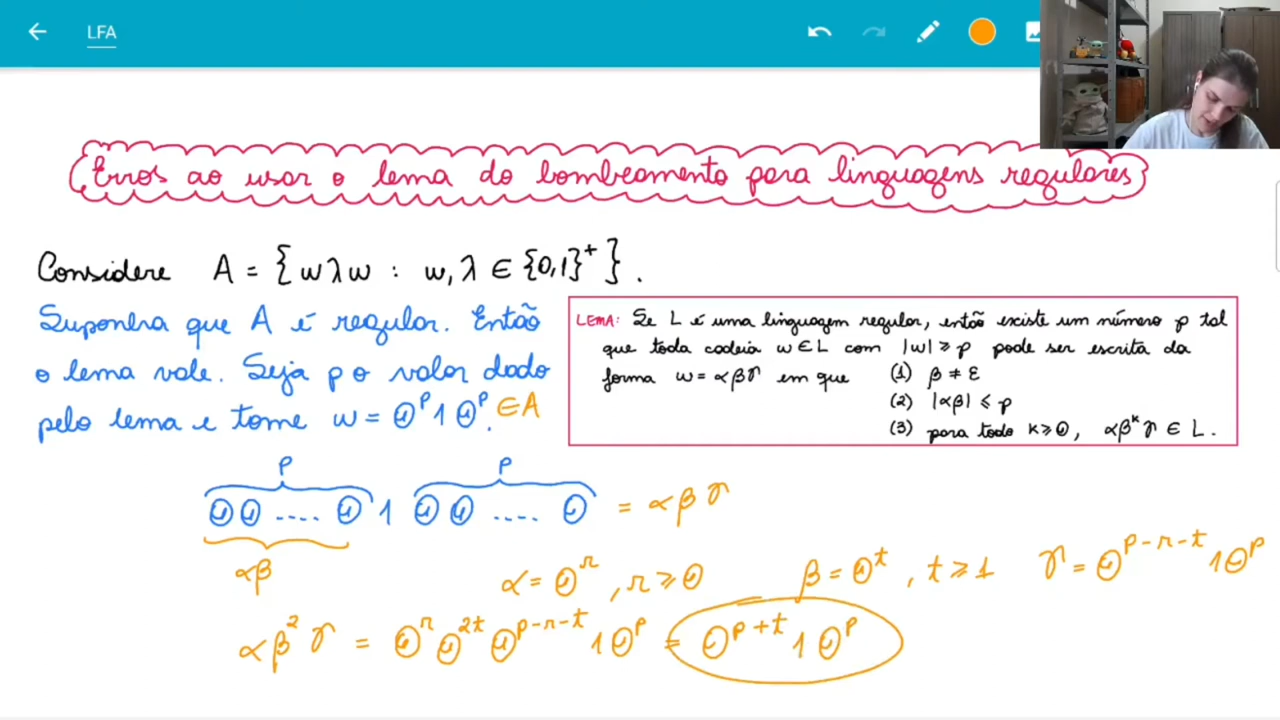 LFA
Erros ao usar o lema do bombeamento para linguagens regulares
Considere A = { wλw : w, λ ∈ {0,1}⁺ }.
Suponha que A é regular. Então
o lema vale. Seja p o valor dado
pelo lema e tome w = 0ᵖ 1 0ᵖ. ∈ A
LEMA: Se L é uma linguagem regular, então existe um número p tal
que toda cadeia w ∈ L com |w| ⩾ p pode ser escrita da
forma w = αβγ em que (1) β ≠ ε
(2) |αβ| ⩽ p
(3) para todo k ⩾ 0, αβᵏγ ∈ L.
p p
00 .... 0 1 00 .... 0 = αβγ
αβ
α = 0ʳ, r ⩾ 0 β = 0ᵗ, t ⩾ 1 γ = 0ᵖ⁻ʳ⁻ᵗ 1 0ᵖ
αβ²γ = 0ʳ 0²ᵗ 0ᵖ⁻ʳ⁻ᵗ 1 0ᵖ = 0ᵖ⁺ᵗ 1 0ᵖ